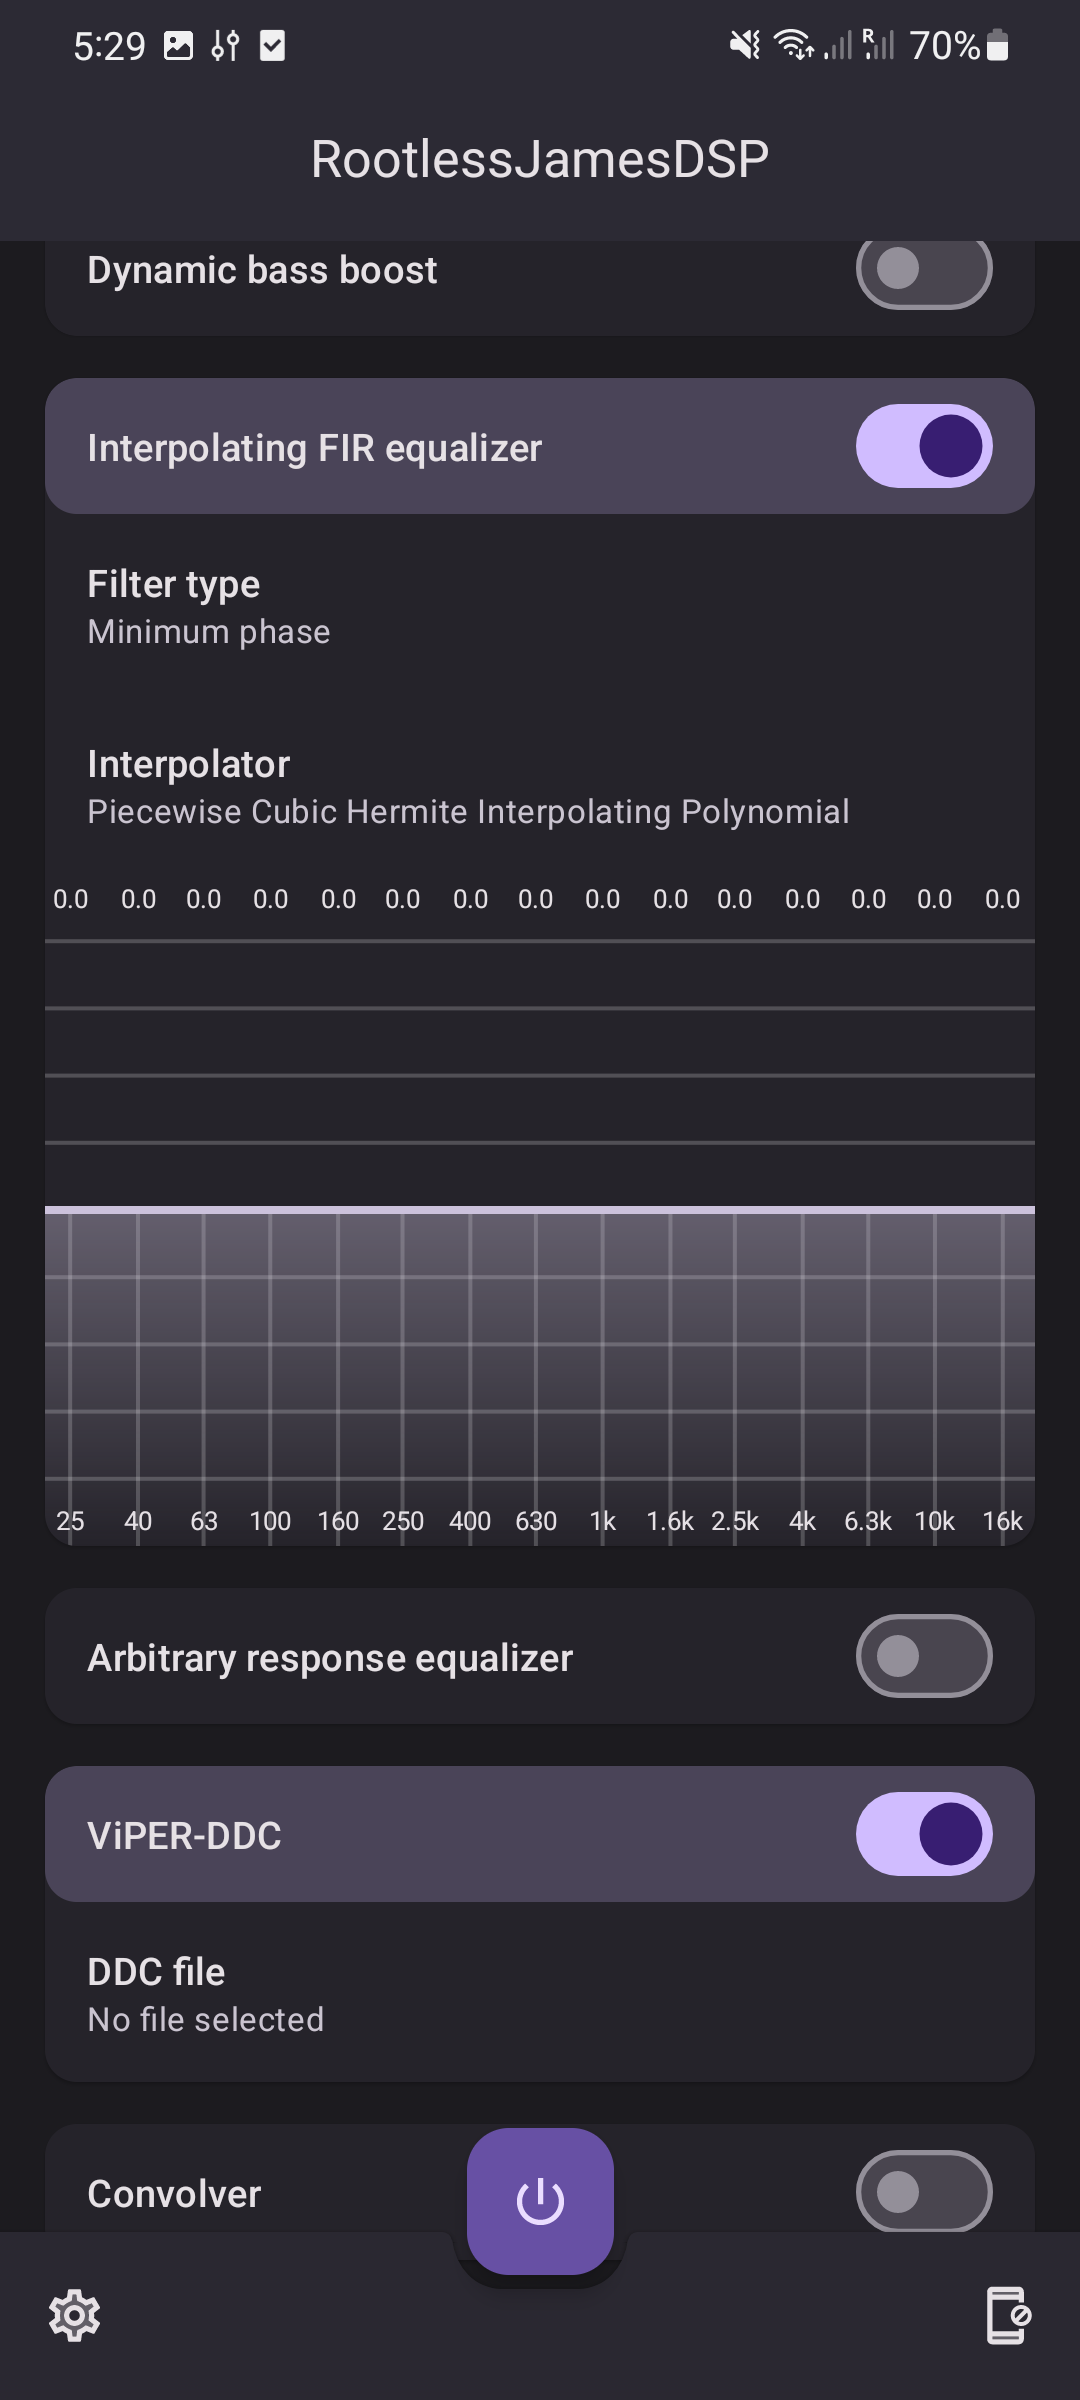 5:29
R 70%
RootlessJamesDSP
Dynamic bass boost
Interpolating FIR equalizer
Filter type
Minimum phase
Interpolator
Piecewise Cubic Hermite Interpolating Polynomial
0.0 0.0 0.0 0.0 0.0 0.0 0.0 0.0 0.0 0.0 0.0 0.0 0.0 0.0 0.0
25 40 63 100 160 250 400 630 1k 1.6k 2.5k 4k 6.3k 10k 16k
Arbitrary response equalizer
ViPER-DDC
DDC file
No file selected
Convolver